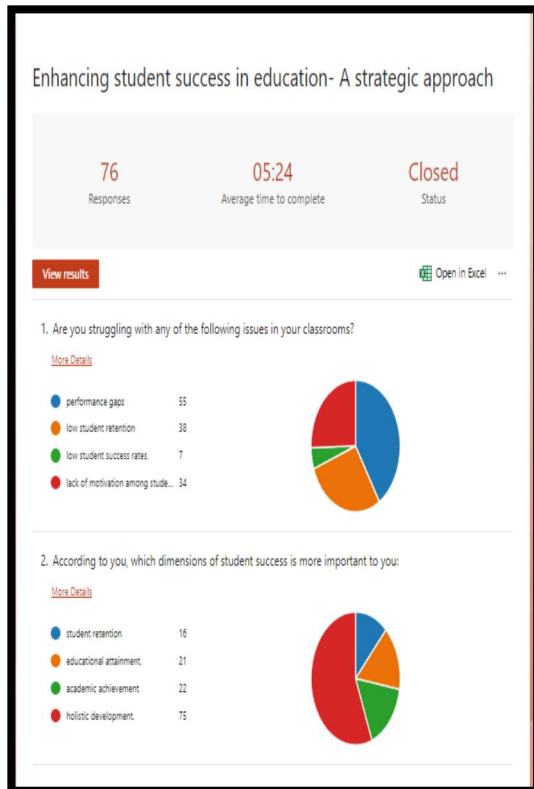 Enhancing student success in education- A strategic approach
76
Responses
05:24
Average time to complete
Closed
Status
View results
Open in Excel
...
1. Are you struggling with any of the following issues in your classrooms?
More Details
performance gaps 55
low student retention 38
low student success rates, 7
lack of motivation among stude... 34
2. According to you, which dimensions of student success is more important to you:
More Details
student retention 16
educational attainment, 21
academic achievement 22
holistic development. 75